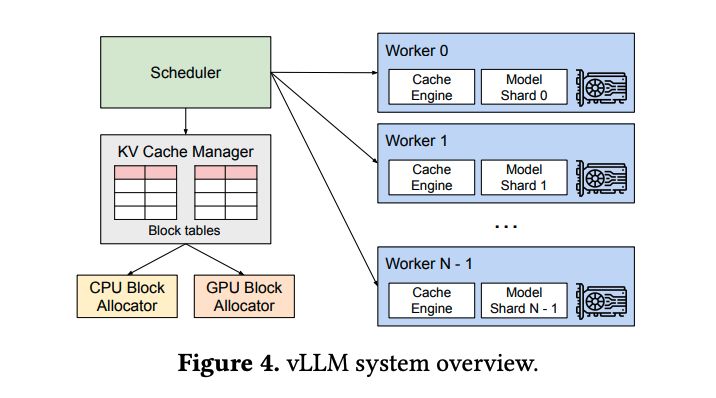 Scheduler
KV Cache Manager
Block tables
CPU Block
Allocator
GPU Block
Allocator
Worker 0
Cache
Engine
Model
Shard 0
Worker 1
Cache
Engine
Model
Shard 1
...
Worker N - 1
Cache
Engine
Model
Shard N - 1
Figure 4. vLLM system overview.